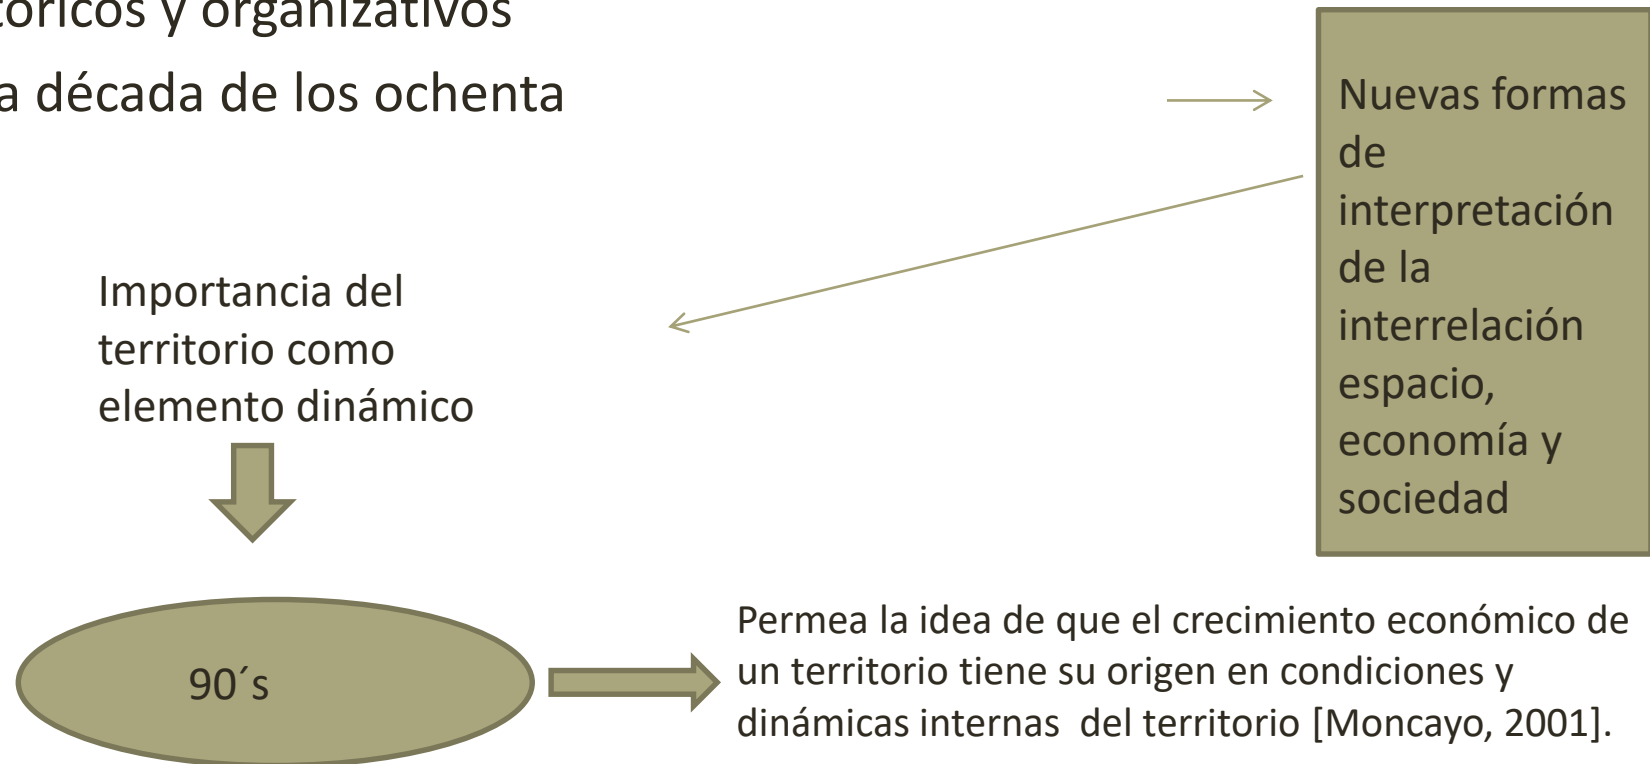 y organizativos
a década de los ochenta
Nuevas formas
de
interpretación
de la
interrelación
espacio,
economía y
sociedad
Importancia del
territorio como
elemento dinámico
90´s
Permea la idea de que el crecimiento económico de
un territorio tiene su origen en condiciones y
dinámicas internas del territorio [Moncayo, 2001].